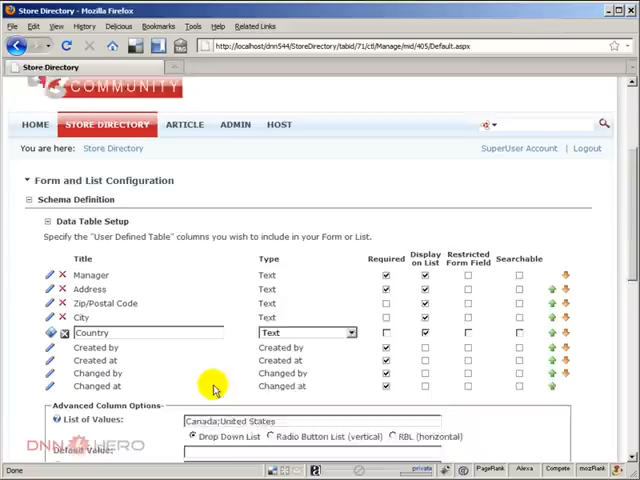 Store Directory - Mozilla Firefox
File Edit View History Delicious Bookmarks Tools Help Related Links
http://localhost/dnn544/StoreDirectory/tabid/71/ctl/Manage/mid/405/Default.aspx
Store Directory
COMMUNITY
HOME STORE DIRECTORY ARTICLE ADMIN HOST
You are here: Store Directory SuperUser Account | Logout
Form and List Configuration
Schema Definition
Data Table Setup
Specify the "User Defined Table" columns you wish to include in your Form or List.
Title Type Required Display on List Restricted Form Field Searchable
Manager Text
Address Text
Zip/Postal Code Text
City Text
Country Text
Created by Created by
Created at Created at
Changed by Changed by
Changed at Changed at
Advanced Column Options
List of Values: Canada;United States
Drop Down List Radio Button List (vertical) RBL (horizontal)
Default Value:
DNN HERO
Done private PageRank Alexa Compete mozRank